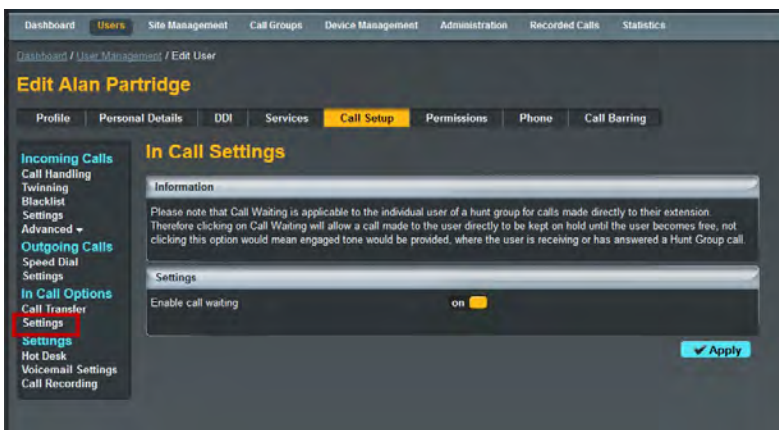 Dashboard Users Site Management Call Groups Device Management Administration Recorded Calls Statistics
Dashboard / User Management / Edit User
Edit Alan Partridge
Profile Personal Details DDI Services Call Setup Permissions Phone Call Barring
Incoming Calls
Call Handling
Twinning
Blacklist
Settings
Advanced
Outgoing Calls
Speed Dial
Settings
In Call Options
Call Transfer
Settings
Settings
Hot Desk
Voicemail Settings
Call Recording
In Call Settings
Information
Please note that Call Waiting is applicable to the individual user of a hunt group for calls made directly to their extension.
Therefore clicking on Call Waiting will allow a call made to the user directly to be kept on hold until the user becomes free, not
clicking this option would mean engaged tone would be provided, where the user is receiving or has answered a Hunt Group call.
Settings
Enable call waiting on
Apply